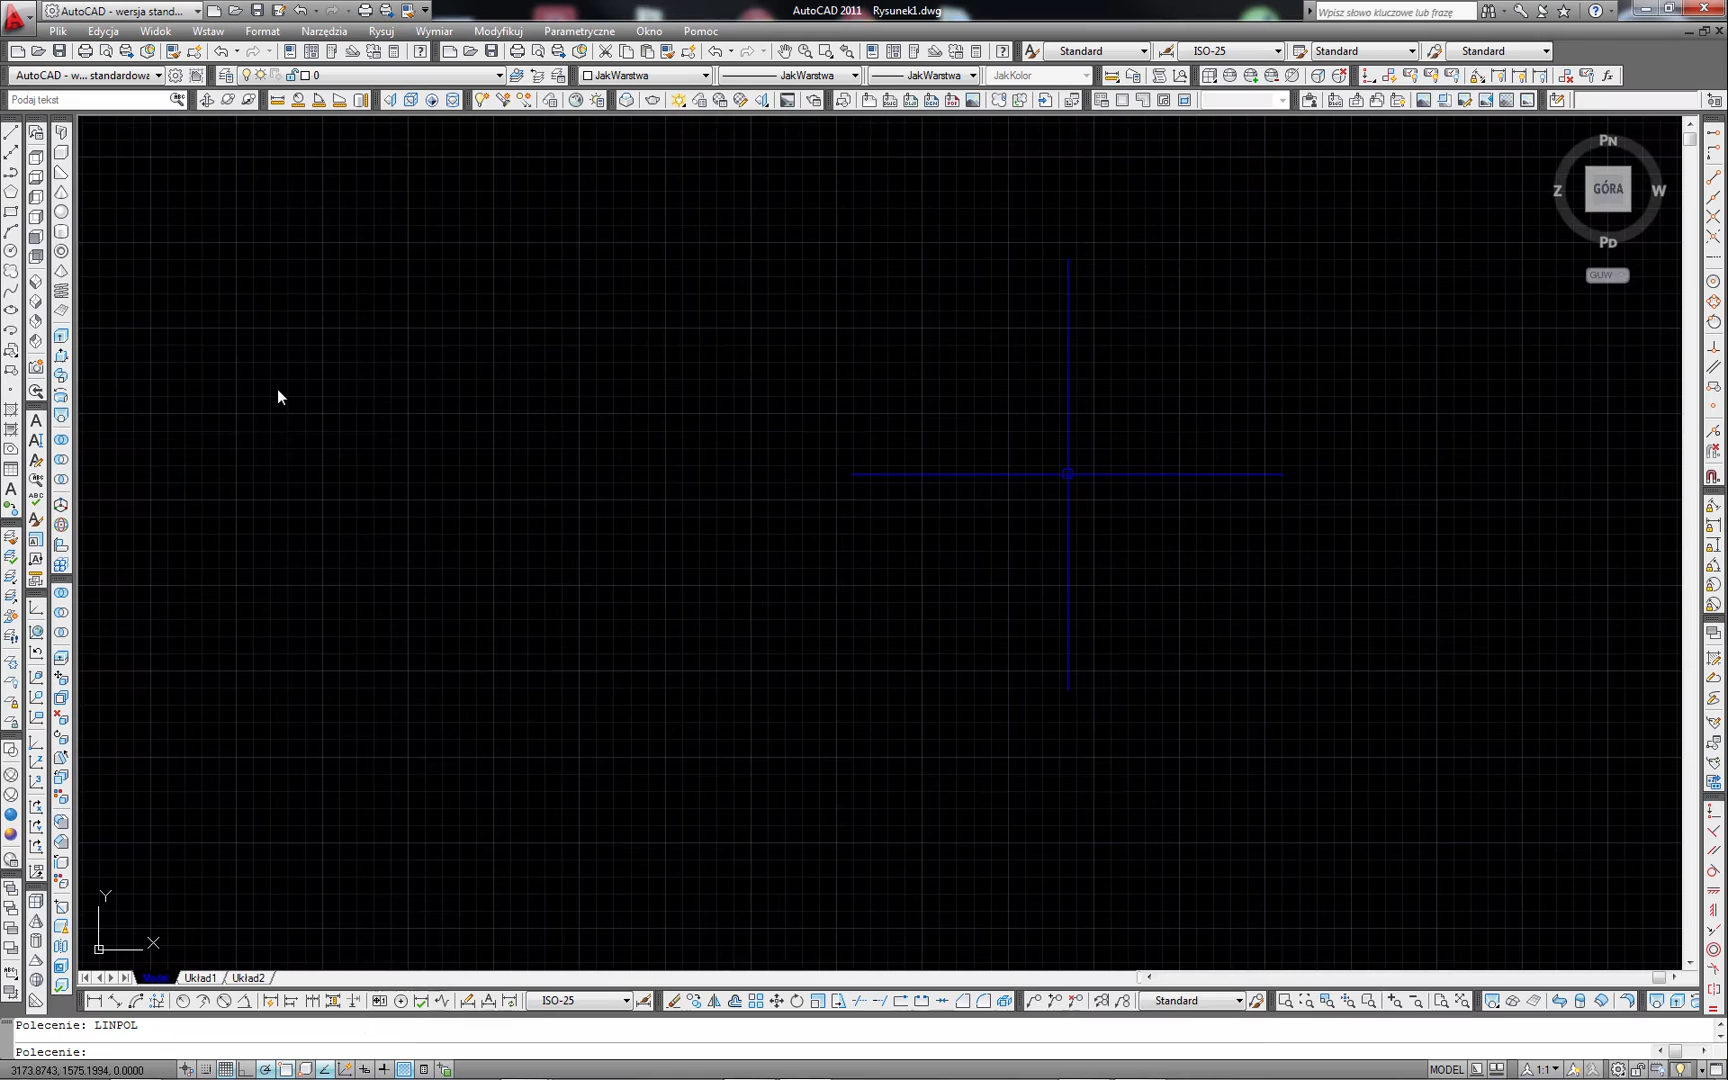 AutoCAD - wersja stand...
AutoCAD 2011 Rysunek1.dwg
Wpisz słowo kluczowe lub frazę
Plik Edycja Widok Wstaw Format Narzędzia Rysuj Wymiar Modyfikuj Parametryczne Okno Pomoc
Standard ISO-25 Standard Standard
AutoCAD - w... standardowa 0 JakWarstwa JakWarstwa JakWarstwa JakKolor
Podaj tekst
PN
Z GÓRA W
PD
GUW
Y
X
Model Układ1 Układ2
ISO-25 Standard
Polecenie: LINPOL
Polecenie:
3173.8743, 1575.1994, 0.0000 MODEL 1:1